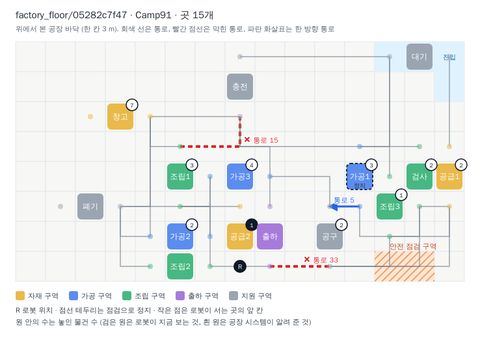 factory_floor/05282c7f47 · Camp91 · 곳 15개
위에서 본 공장 바닥 (한 칸 3 m). 회색 선은 통로, 빨간 점선은 막힌 통로, 파란 화살표는 한 방향 통로
대기
충전
창고 7
✕ 통로 15
조립1 3
가공3 4
가공1 3
정지
검사 2
공급1 2
폐기
통로 5
조립3 1
가공2 2
공급2 1
출하
공구 2
안전 점검 구역
조립2
R
✕ 통로 33
자재 구역
가공 구역
조립 구역
출하 구역
지원 구역
R 로봇 위치 · 점선 테두리는 점검으로 정지 · 작은 점은 로봇이 서는 곳의 앞 칸
원 안의 수는 놓인 물건 수 (검은 원은 로봇이 지금 보는 것, 흰 원은 공장 시스템이 알려 준 것)